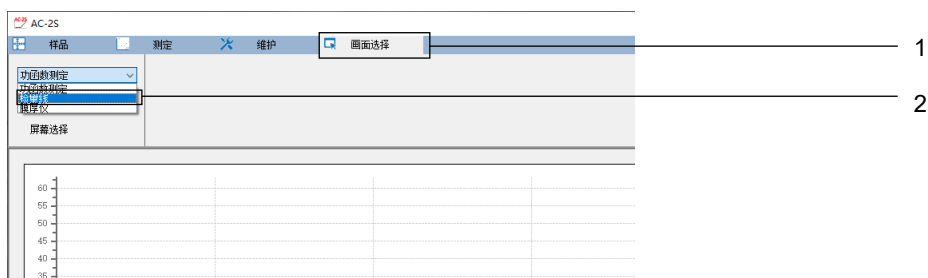 AC-2S
样品 测定 维护 画面选择 1
功函数测定
功函数测定
检量线 2
膜厚仪
屏幕选择
60
55
50
45
40
35